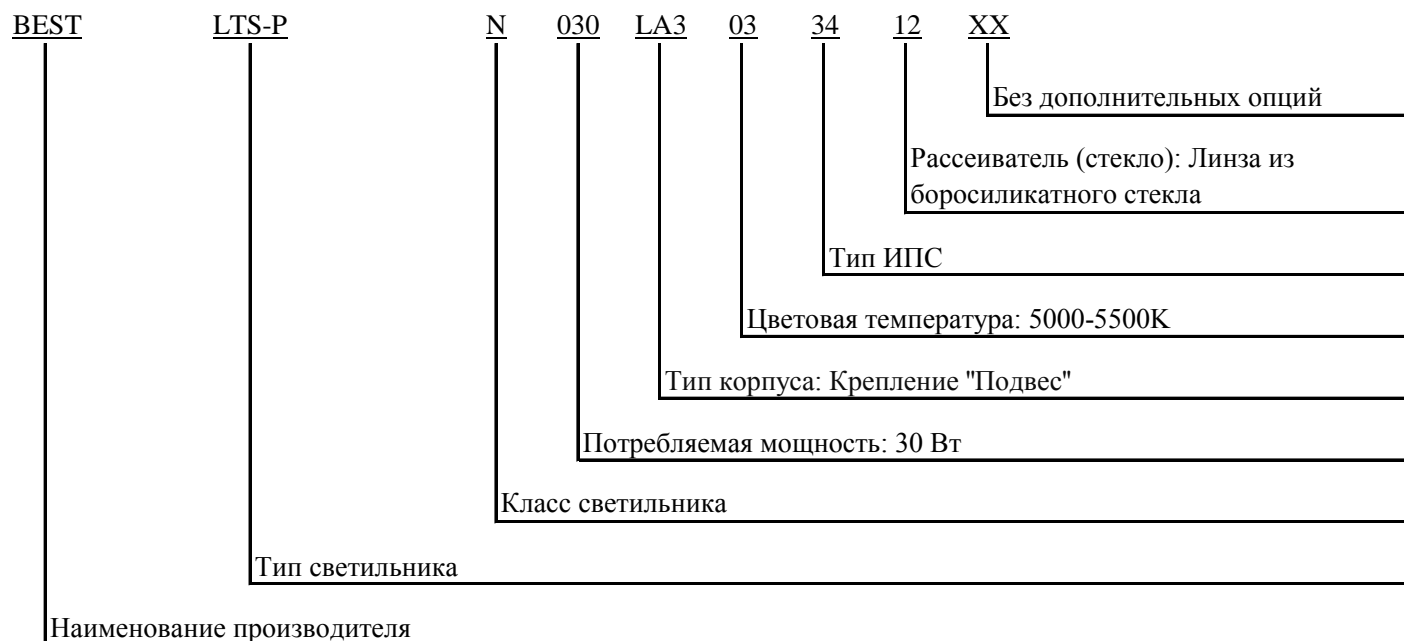 BEST LTS-P N 030 LA3 03 34 12 XX
Без дополнительных опций
Рассеиватель (стекло): Линза из
боросиликатного стекла
Тип ИПС
Цветовая температура: 5000-5500K
Тип корпуса: Крепление "Подвес"
Потребляемая мощность: 30 Вт
Класс светильника
Тип светильника
Наименование производителя